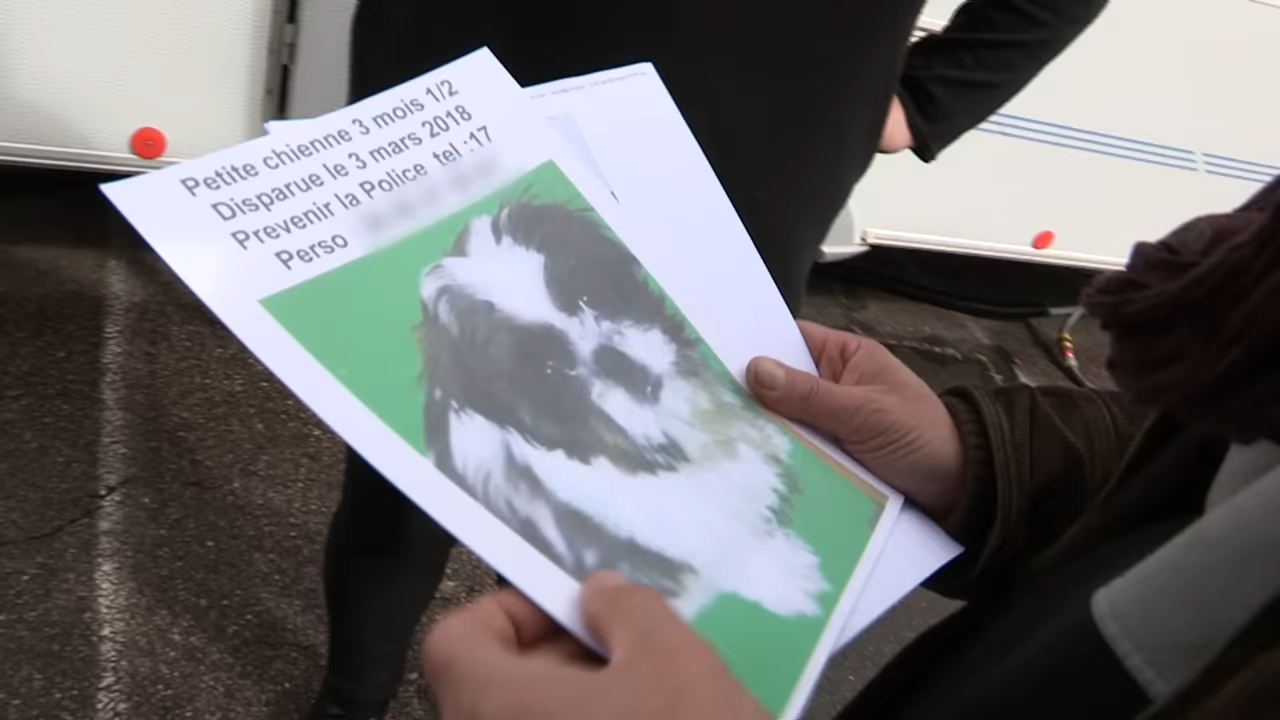 Petite chienne 3 mois 1/2
Disparue le 3 mars 2018
Prevenir la Police tel :17
Perso